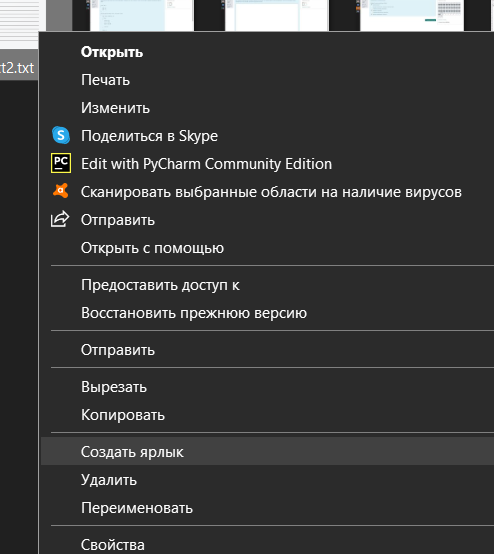 t2.txt
Открыть
Печать
Изменить
Поделиться в Skype
Edit with PyCharm Community Edition
Сканировать выбранные области на наличие вирусов
Отправить
Открыть с помощью
Предоставить доступ к
Восстановить прежнюю версию
Отправить
Вырезать
Копировать
Создать ярлык
Удалить
Переименовать
Свойства